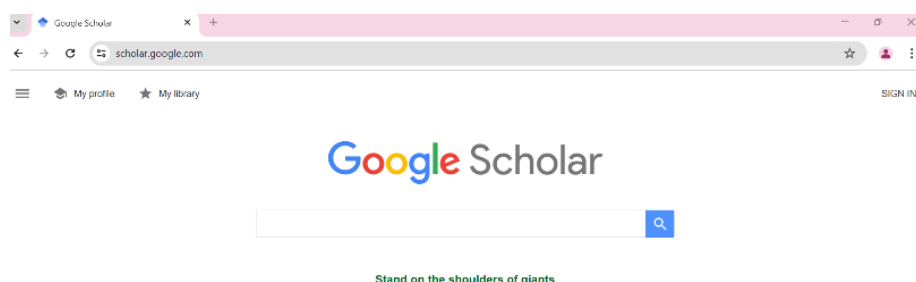 Google Scholar
scholar.google.com
My profile My library SIGN IN
Google Scholar
Stand on the shoulders of giants